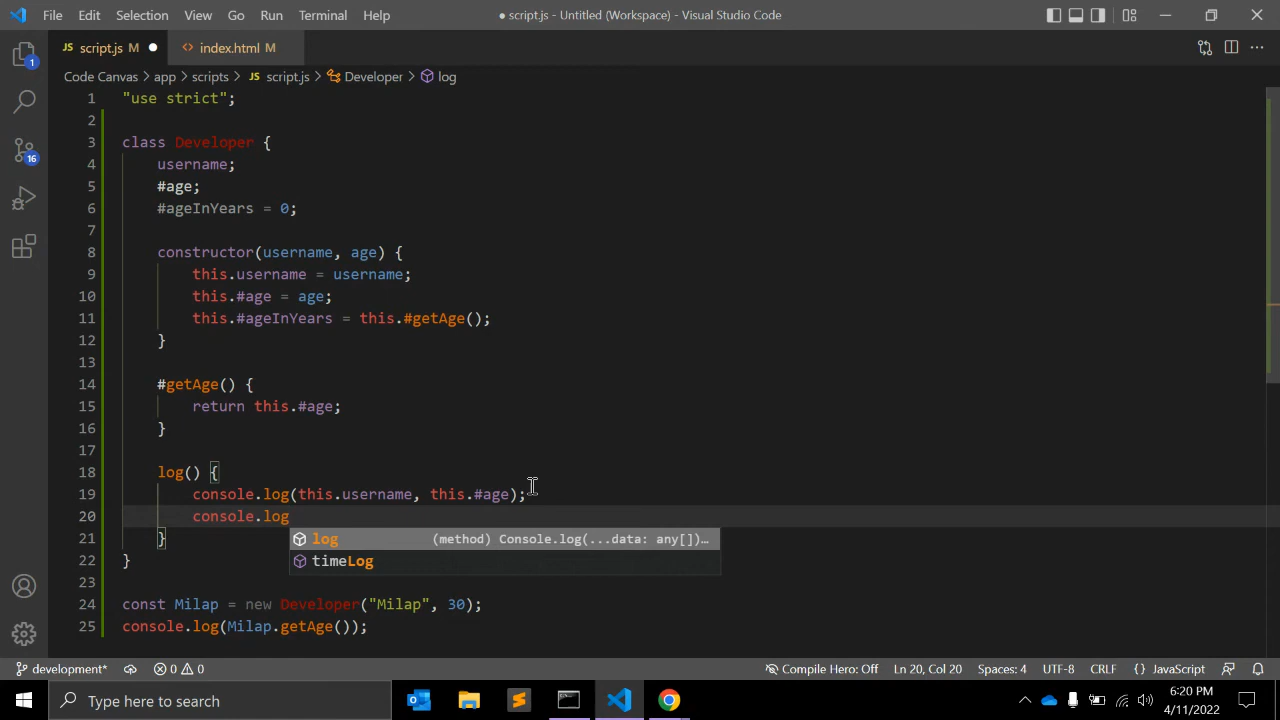 File Edit Selection View Go Run Terminal Help ● script.js - Untitled (Workspace) - Visual Studio Code
1
16
JS script.js M ● <> index.html M
Code Canvas > app > scripts > JS script.js > Developer > log
1 "use strict";
2
3 class Developer {
4 username;
5 #age;
6 #ageInYears = 0;
7
8 constructor(username, age) {
9 this.username = username;
10 this.#age = age;
11 this.#ageInYears = this.#getAge();
12 }
13
14 #getAge() {
15 return this.#age;
16 }
17
18 log() {
19 console.log(this.username, this.#age);
20 console.log
log (method) Console.log(...data: any[])…
timeLog
21 }
22 }
23
24 const Milap = new Developer("Milap", 30);
25 console.log(Milap.getAge());
development* 0 0 Compile Hero: Off Ln 20, Col 20 Spaces: 4 UTF-8 CRLF {} JavaScript
Type here to search
6:20 PM
4/11/2022